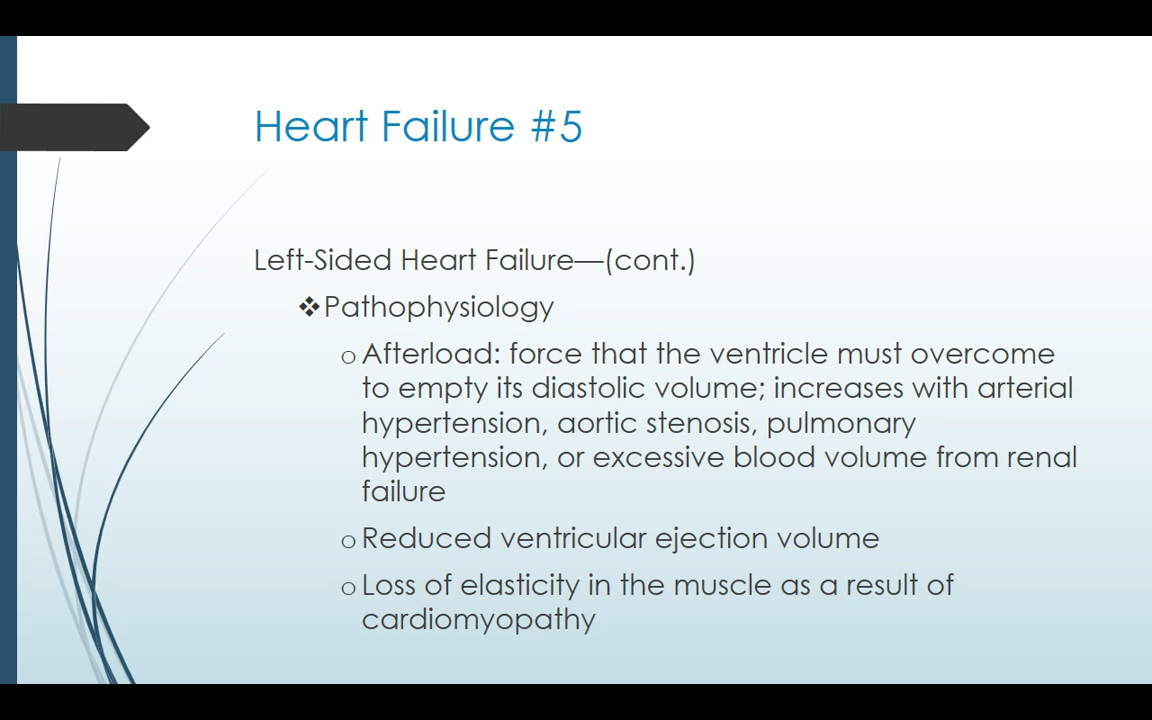 Heart Failure #5
Left-Sided Heart Failure—(cont.)
❖Pathophysiology
o Afterload: force that the ventricle must overcome
to empty its diastolic volume; increases with arterial
hypertension, aortic stenosis, pulmonary
hypertension, or excessive blood volume from renal
failure
o Reduced ventricular ejection volume
o Loss of elasticity in the muscle as a result of
cardiomyopathy